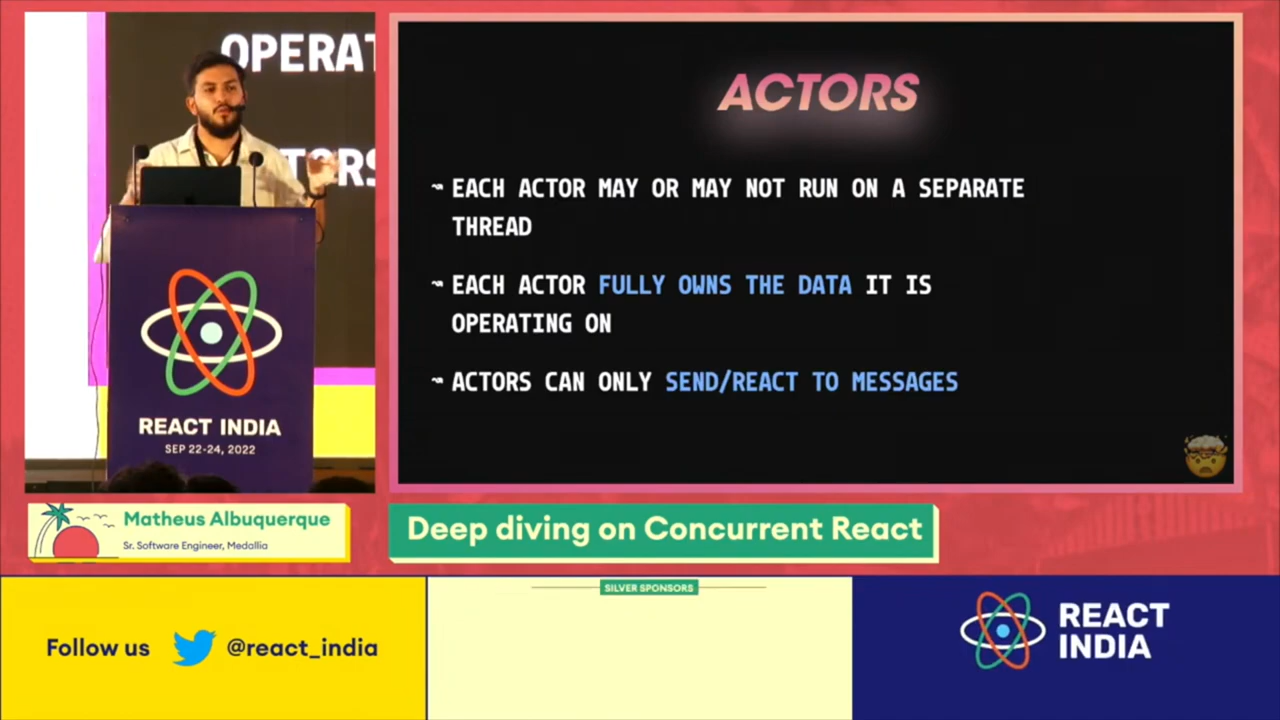 OPERAT
TORS
REACT INDIA
SEP 22-24, 2022
ACTORS
↝ EACH ACTOR MAY OR MAY NOT RUN ON A SEPARATE
THREAD
↝ EACH ACTOR FULLY OWNS THE DATA IT IS
OPERATING ON
↝ ACTORS CAN ONLY SEND/REACT TO MESSAGES
Matheus Albuquerque
Sr. Software Engineer, Medallia
Deep diving on Concurrent React
SILVER SPONSORS
Follow us @react_india
REACT
INDIA